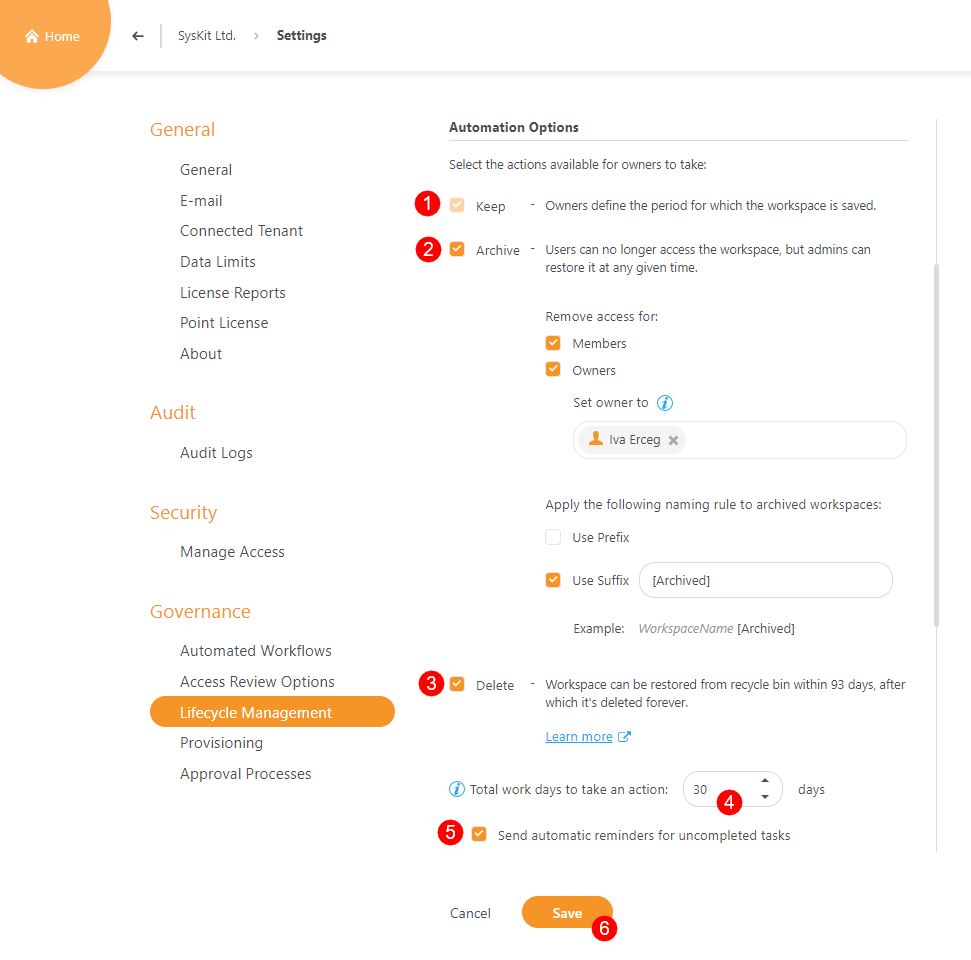 Home
SysKit Ltd. > Settings
General
General
E-mail
Connected Tenant
Data Limits
License Reports
Point License
About
Audit
Audit Logs
Security
Manage Access
Governance
Automated Workflows
Access Review Options
Lifecycle Management
Provisioning
Approval Processes
Automation Options
Select the actions available for owners to take:
1 Keep - Owners define the period for which the workspace is saved.
2 Archive - Users can no longer access the workspace, but admins can
restore it at any given time.
Remove access for:
Members
Owners
Set owner to i
Iva Erceg
Apply the following naming rule to archived workspaces:
Use Prefix
Use Suffix [Archived]
Example: WorkspaceName [Archived]
3 Delete - Workspace can be restored from recycle bin within 93 days, after
which it's deleted forever.
Learn more
i Total work days to take an action: 30 days
4
5 Send automatic reminders for uncompleted tasks
Cancel Save
6